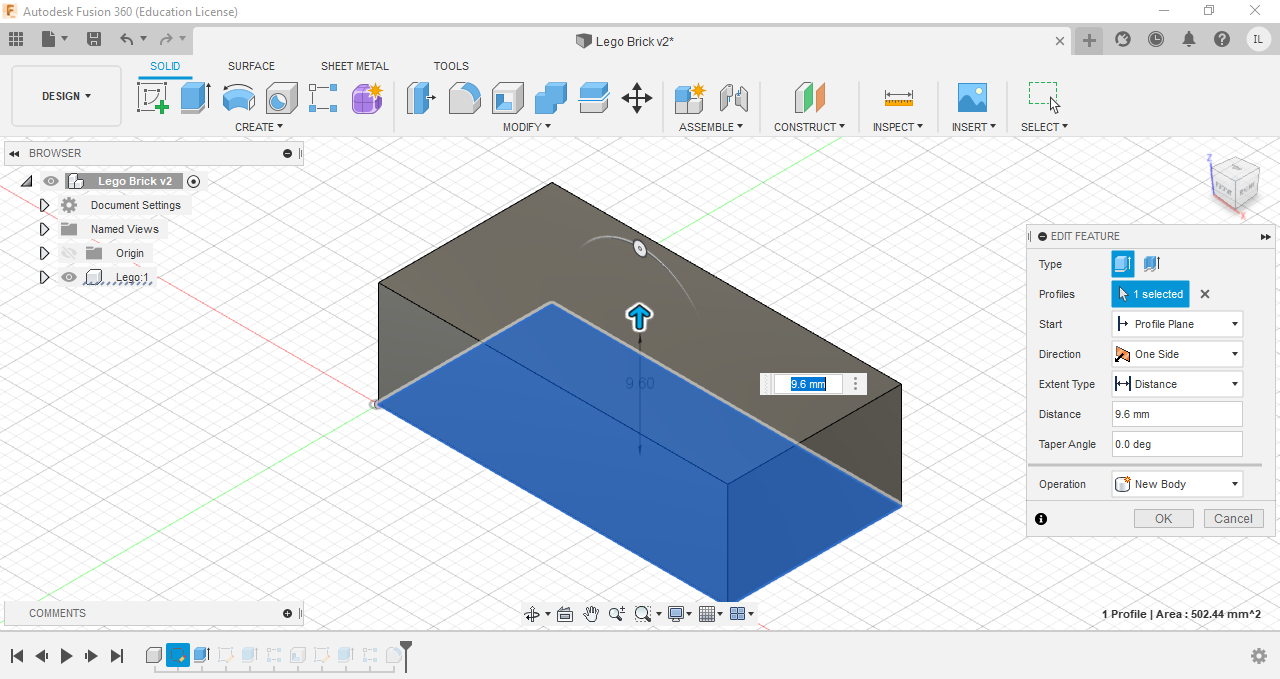 Autodesk Fusion 360 (Education License)
Lego Brick v2*
IL
DESIGN
SOLID SURFACE SHEET METAL TOOLS
CREATE MODIFY ASSEMBLE CONSTRUCT INSPECT INSERT SELECT
BROWSER
Lego Brick v2
Document Settings
Named Views
Origin
Lego:1
Z
X
9.60
9.6 mm
EDIT FEATURE
Type
Profiles 1 selected
Start Profile Plane
Direction One Side
Extent Type Distance
Distance 9.6 mm
Taper Angle 0.0 deg
Operation New Body
OK Cancel
COMMENTS
1 Profile | Area : 502.44 mm^2